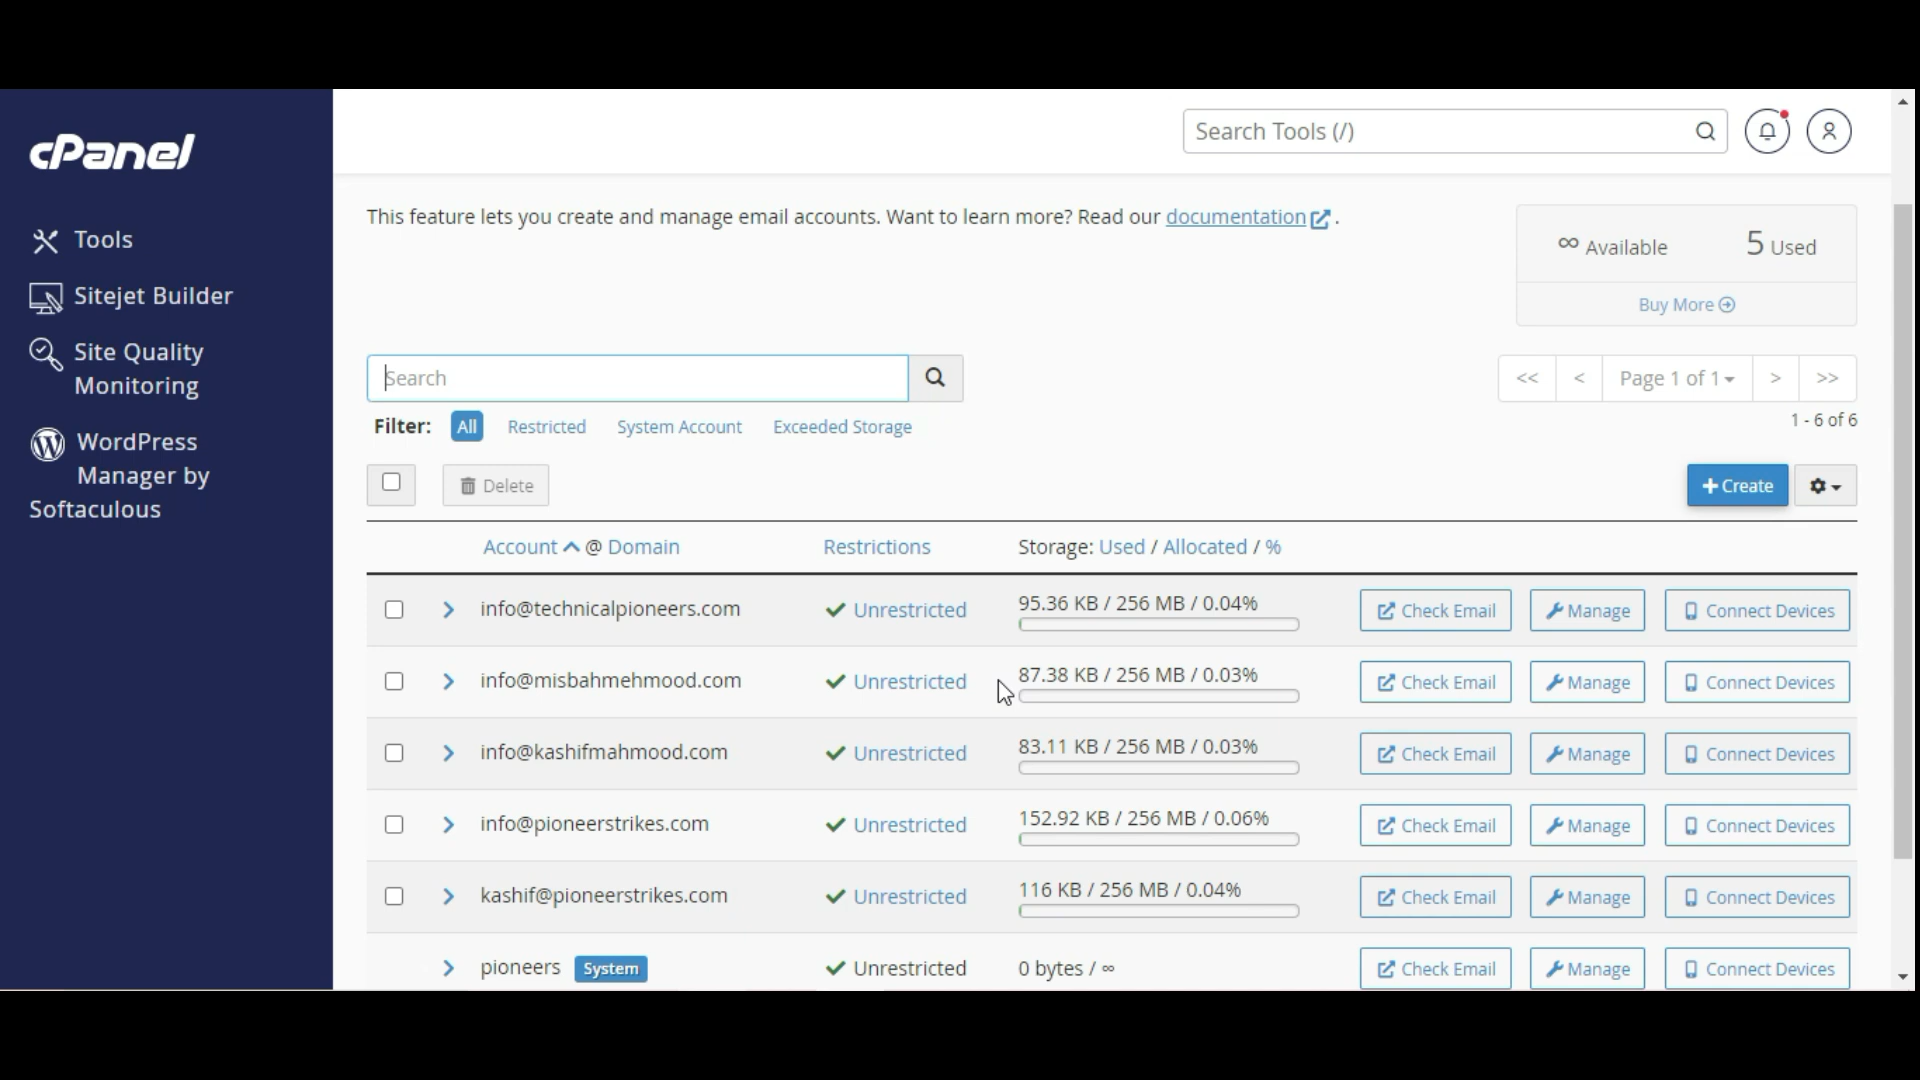 cPanel
Search Tools (/)
Tools
Sitejet Builder
Site Quality
Monitoring
WordPress
Manager by
Softaculous
This feature lets you create and manage email accounts. Want to learn more? Read our documentation .
∞ Available 5 Used
Buy More
Search
<< < Page 1 of 1 > >>
Filter: All Restricted System Account Exceeded Storage
1 - 6 of 6
Delete
+ Create
Account @ Domain Restrictions Storage: Used / Allocated / %
info@technicalpioneers.com Unrestricted 95.36 KB / 256 MB / 0.04% Check Email Manage Connect Devices
info@misbahmehmood.com Unrestricted 87.38 KB / 256 MB / 0.03% Check Email Manage Connect Devices
info@kashifmahmood.com Unrestricted 83.11 KB / 256 MB / 0.03% Check Email Manage Connect Devices
info@pioneerstrikes.com Unrestricted 152.92 KB / 256 MB / 0.06% Check Email Manage Connect Devices
kashif@pioneerstrikes.com Unrestricted 116 KB / 256 MB / 0.04% Check Email Manage Connect Devices
pioneers System Unrestricted 0 bytes / ∞ Check Email Manage Connect Devices